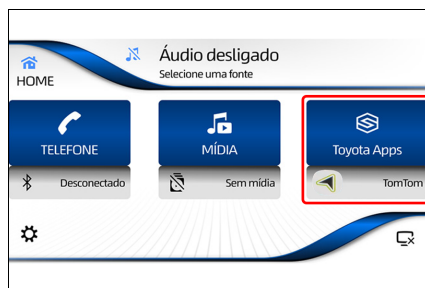 Áudio desligado
Selecione uma fonte
HOME
TELEFONE
MÍDIA
Toyota Apps
Desconectado
Sem mídia
TomTom